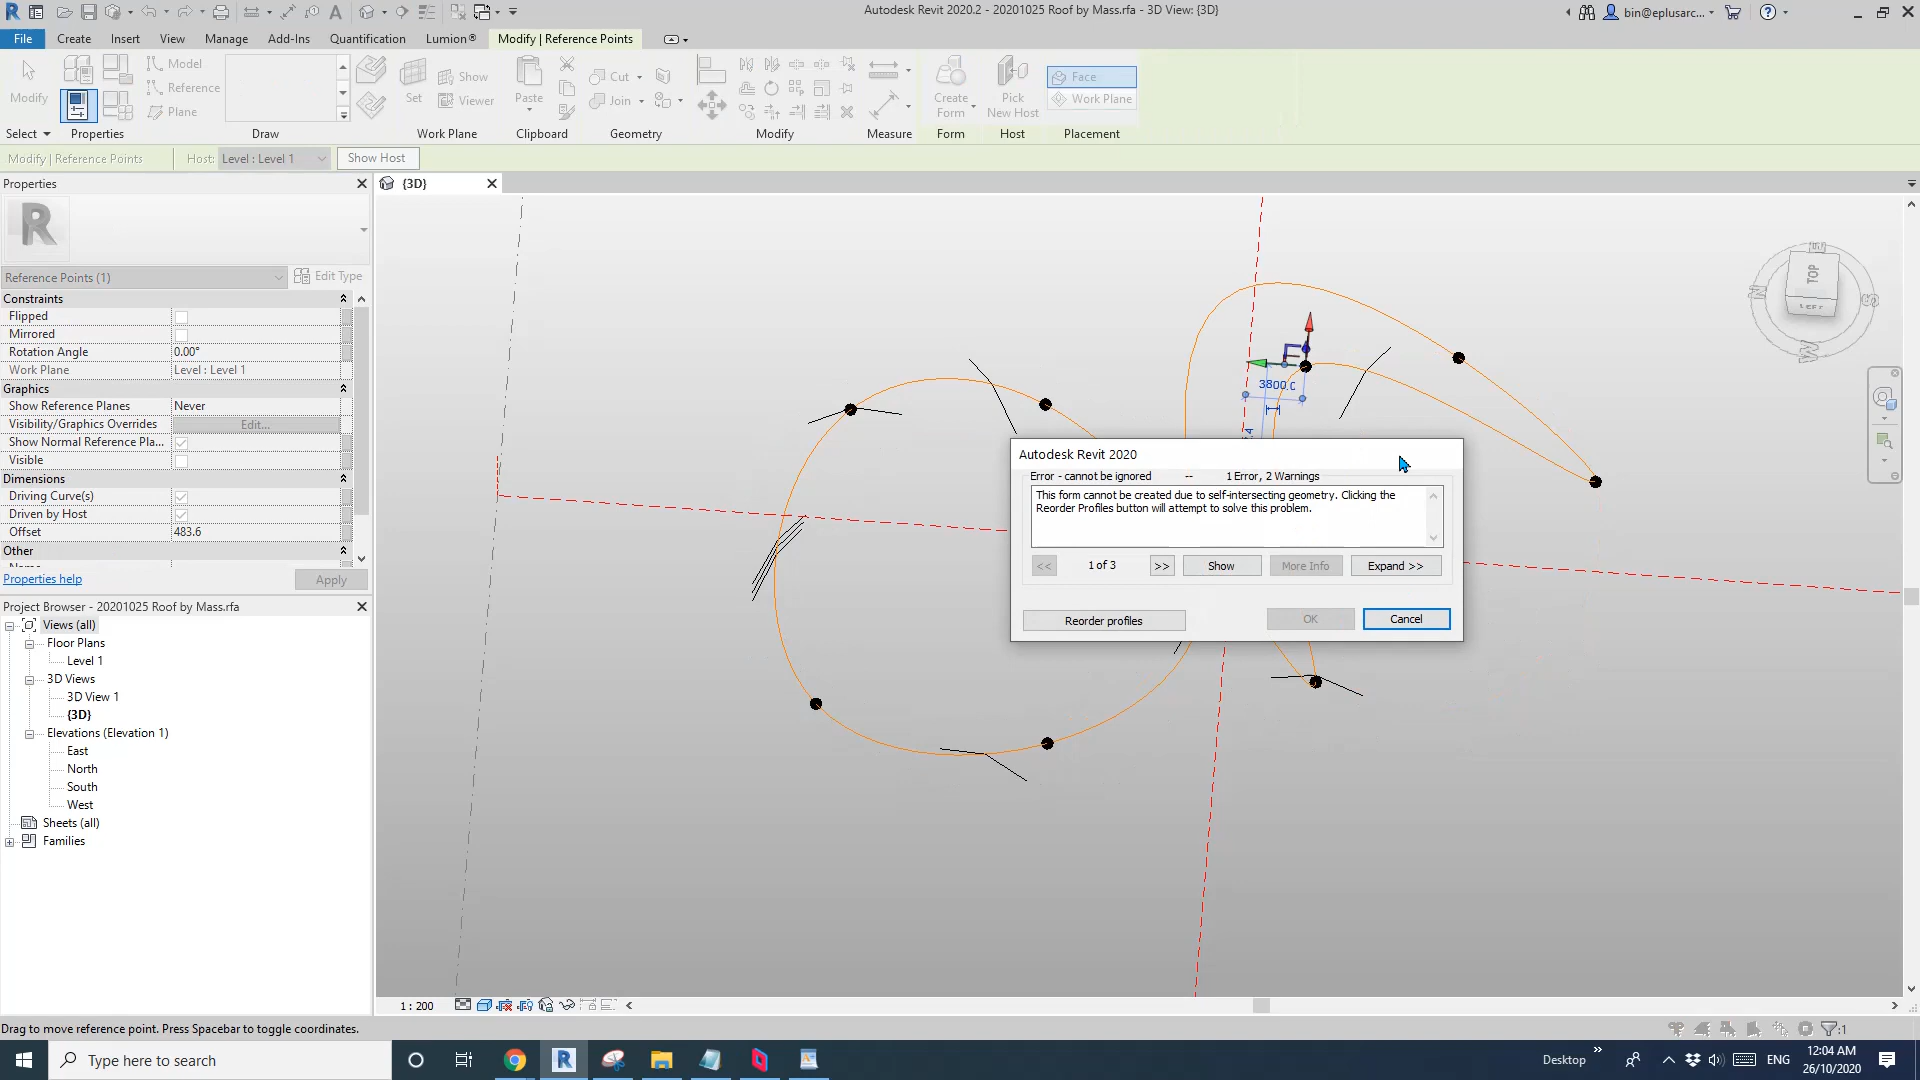 Autodesk Revit 2020.2 - 20201025 Roof by Mass.rfa - 3D View: {3D}
bin@eplusarc...
File
Create
Insert
View
Manage
Add-Ins
Quantification
Lumion®
Modify | Reference Points
Modify
Model
Reference
Plane
Set
Show
Viewer
Paste
Cut
Join
Create
Form
Pick
New Host
Face
Work Plane
Select
Properties
Draw
Work Plane
Clipboard
Geometry
Modify
Measure
Form
Host
Placement
Modify | Reference Points
Host:
Level : Level 1
Show Host
Properties
{3D}
Reference Points (1)
Edit Type
Constraints
Flipped
Mirrored
Rotation Angle
0.00°
Work Plane
Level : Level 1
Graphics
Show Reference Planes
Never
Visibility/Graphics Overrides
Edit...
Show Normal Reference Pla...
Visible
Dimensions
Driving Curve(s)
Driven by Host
Offset
483.6
Other
Properties help
Apply
Project Browser - 20201025 Roof by Mass.rfa
Views (all)
Floor Plans
Level 1
3D Views
3D View 1
{3D}
Elevations (Elevation 1)
East
North
South
West
Sheets (all)
Families
TOP
LEFT
N
E
S
W
3800.0
Autodesk Revit 2020
Error - cannot be ignored -- 1 Error, 2 Warnings
This form cannot be created due to self-intersecting geometry. Clicking the
Reorder Profiles button will attempt to solve this problem.
<<
1 of 3
>>
Show
More Info
Expand >>
Reorder profiles
OK
Cancel
1 : 200
Drag to move reference point. Press Spacebar to toggle coordinates.
:1
Type here to search
Desktop
ENG
12:04 AM
26/10/2020